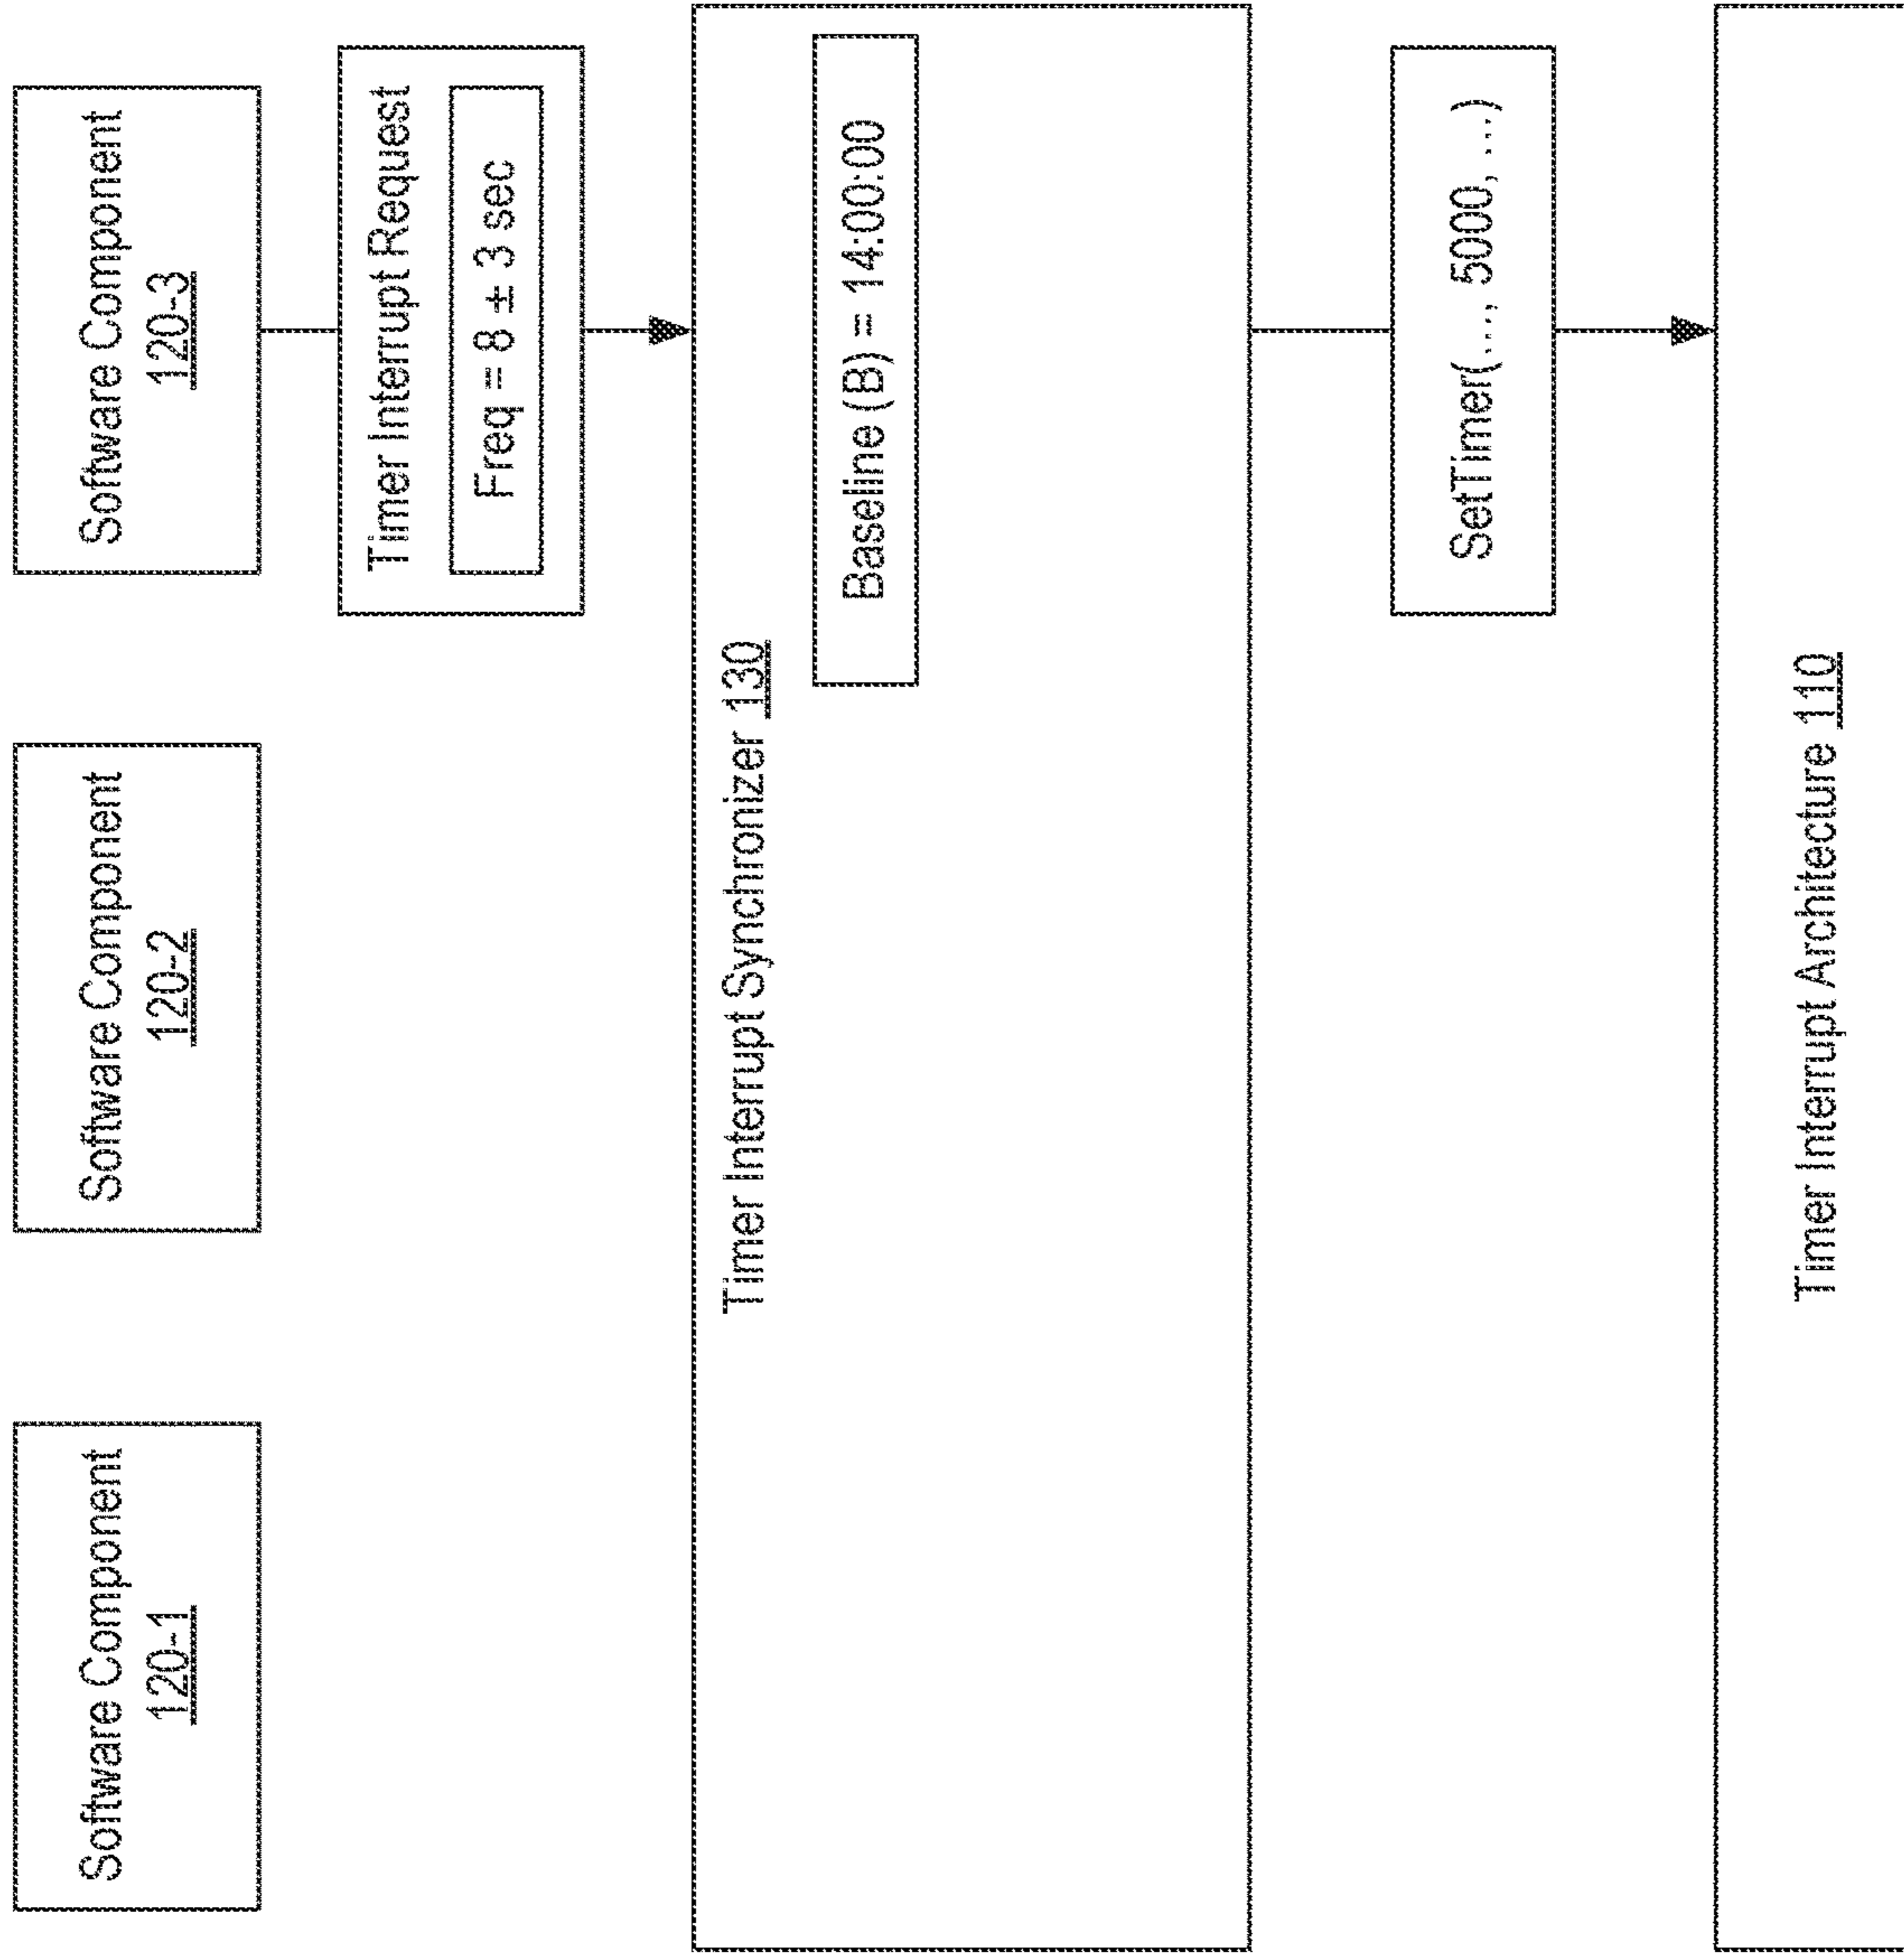 Software Component
120-1
Software Component
120-2
Software Component
120-3
Timer Interrupt Request
Freq = 8 ± 3 sec
Timer Interrupt Synchronizer 130
Baseline (B) = 14:00:00
SetTimer(..., 5000, ...)
Timer Interrupt Architecture 110